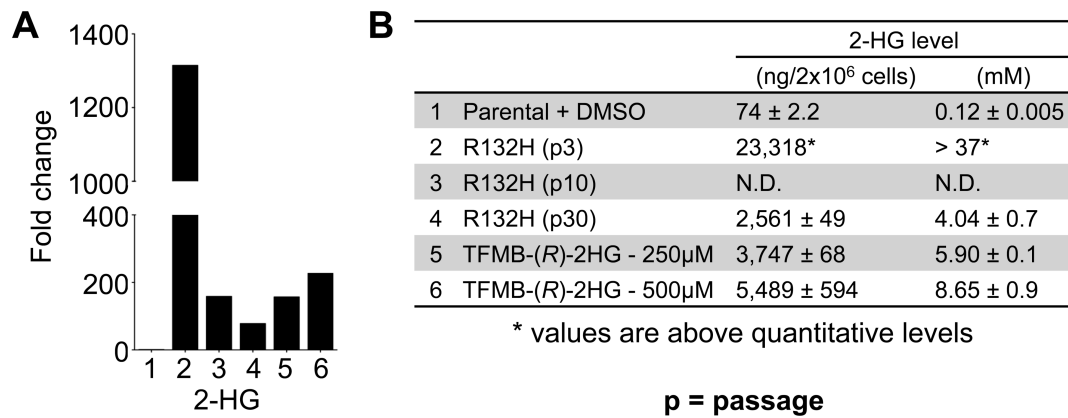 A
1400
1200
1000
400
200
0
Fold change
1 2 3 4 5 6
2-HG
B
2-HG level
(ng/2x10⁶ cells) (mM)
1 Parental + DMSO 74 ± 2.2 0.12 ± 0.005
2 R132H (p3) 23,318* > 37*
3 R132H (p10) N.D. N.D.
4 R132H (p30) 2,561 ± 49 4.04 ± 0.7
5 TFMB-(R)-2HG - 250µM 3,747 ± 68 5.90 ± 0.1
6 TFMB-(R)-2HG - 500µM 5,489 ± 594 8.65 ± 0.9
* values are above quantitative levels
p = passage